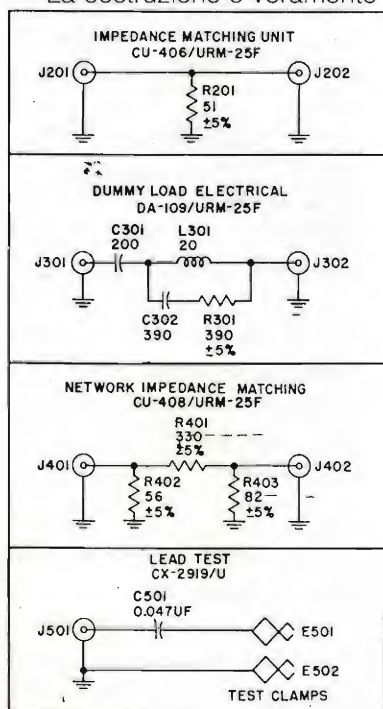 La costruzione è veramente
IMPEDANCE MATCHING UNIT
CU-406/URM-25F
J201
J202
R201
51
±5%
DUMMY LOAD ELECTRICAL
DA-109/URM-25F
C301
200
L301
20
J301
J302
C302
390
R301
390
±5%
NETWORK IMPEDANCE MATCHING
CU-408/URM-25F
R401
330
±5%
J401
J402
R402
56
±5%
R403
82
±5%
LEAD TEST
CX-2919/U
C501
0.047UF
J501
E501
E502
TEST CLAMPS